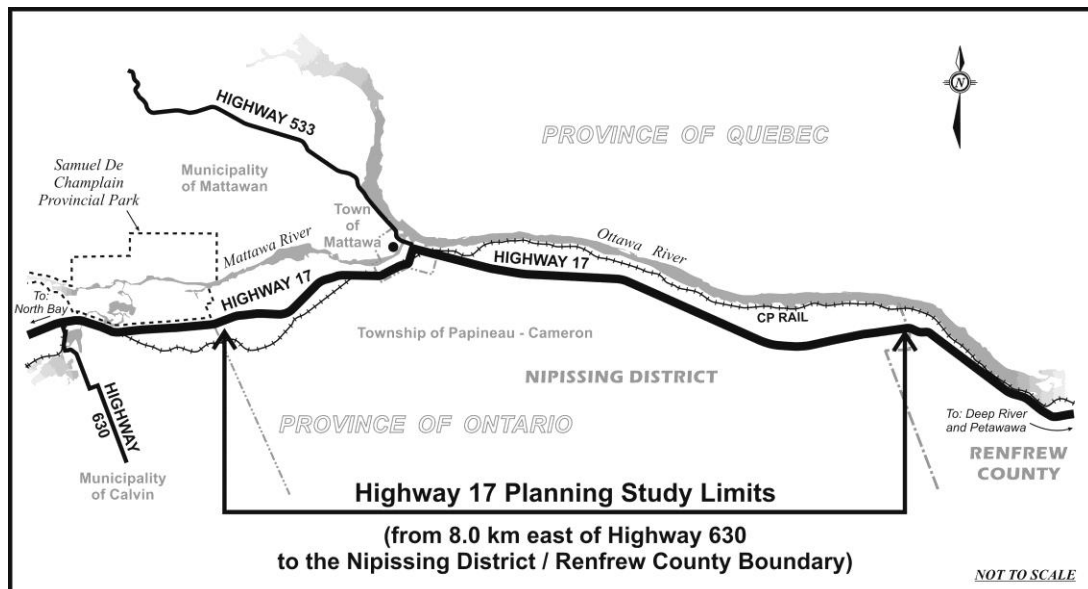 HIGHWAY 533
PROVINCE OF QUEBEC
N
Samuel De
Champlain
Provincial Park
Municipality
of Mattawan
Town
of
Mattawa
Mattawa River
Ottawa River
HIGHWAY 17
HIGHWAY 17
To:
North Bay
CP RAIL
Township of Papineau - Cameron
NIPISSING DISTRICT
HIGHWAY
630
PROVINCE OF ONTARIO
To: Deep River
and Petawawa
RENFREW
COUNTY
Municipality
of Calvin
Highway 17 Planning Study Limits
(from 8.0 km east of Highway 630
to the Nipissing District / Renfrew County Boundary)
NOT TO SCALE